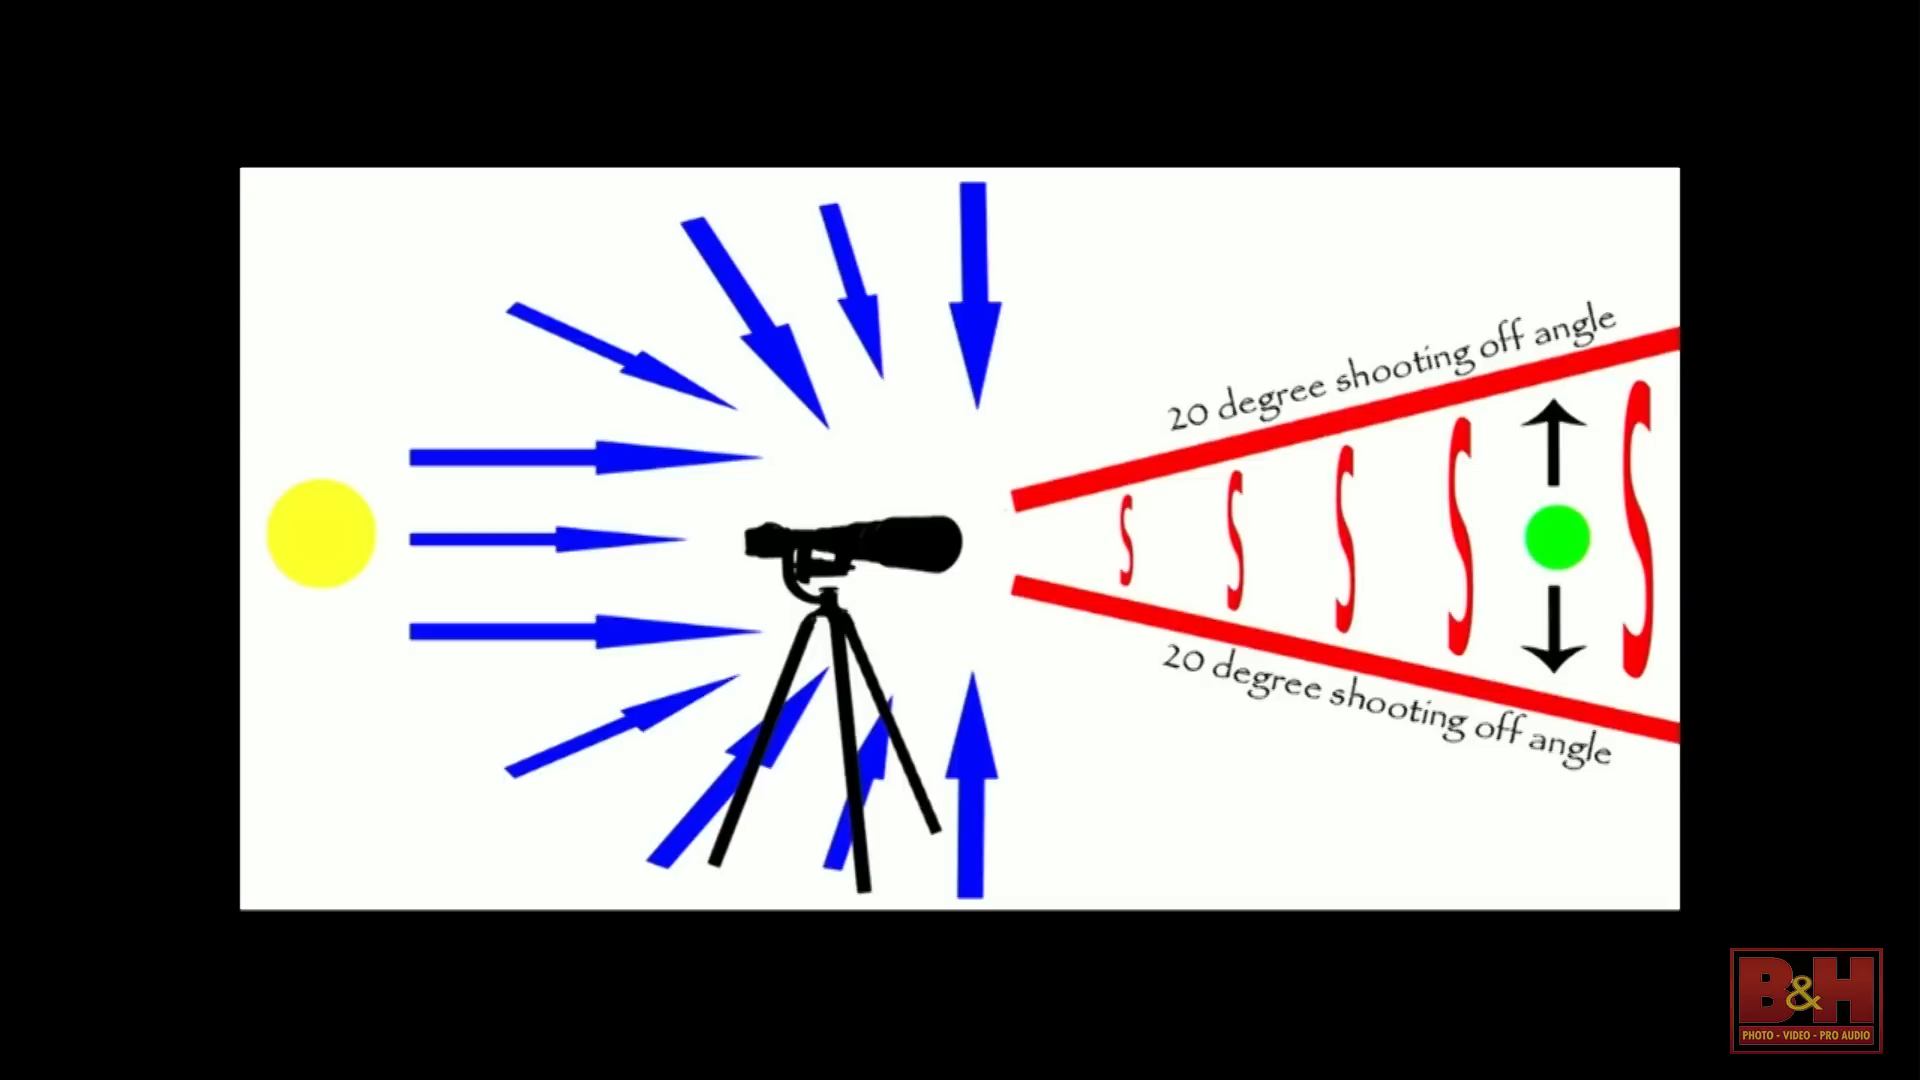 20 degree shooting off angle
S S S S S
20 degree shooting off angle
B&H
PHOTO - VIDEO - PRO AUDIO